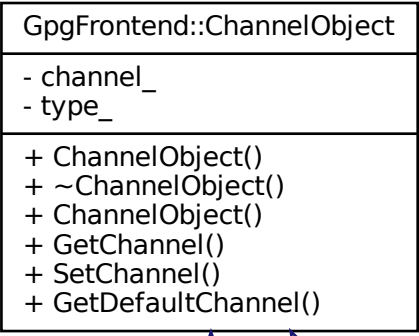 GpgFrontend::ChannelObject
- channel_
- type_
+ ChannelObject()
+ ~ChannelObject()
+ ChannelObject()
+ GetChannel()
+ SetChannel()
+ GetDefaultChannel()